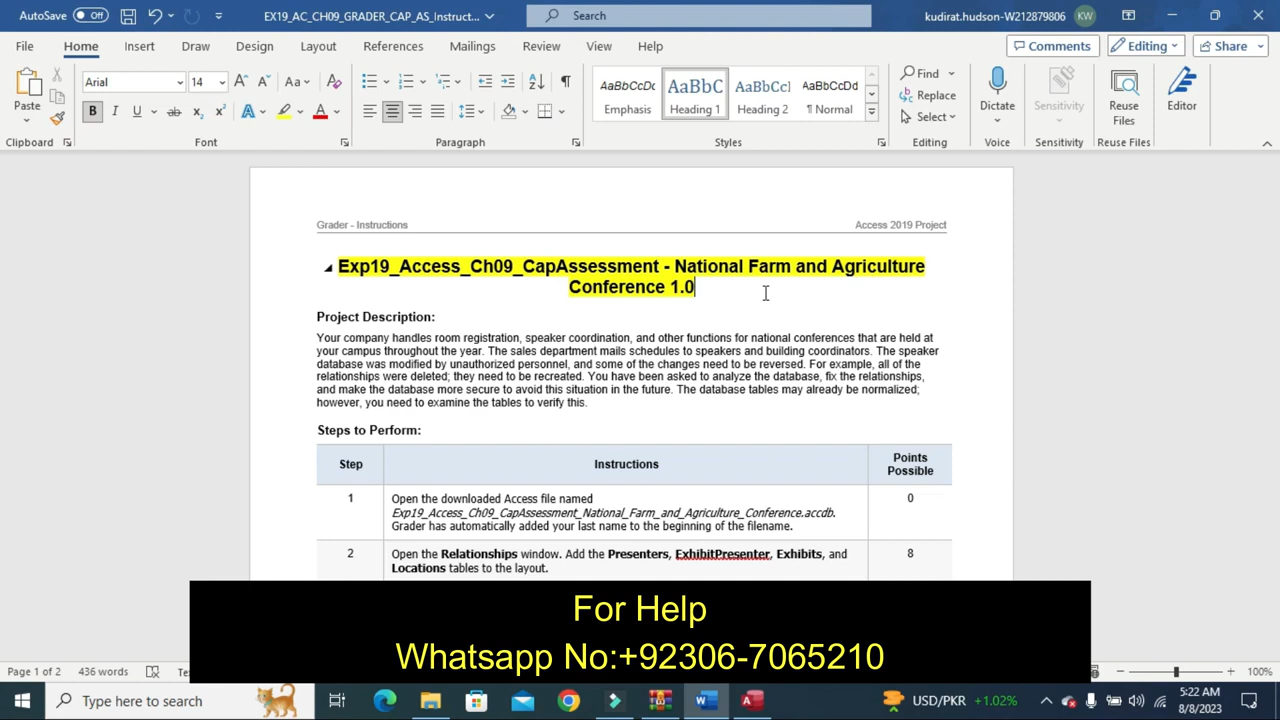 AutoSave Off EX19_AC_CH09_GRADER_CAP_AS_Instruct... Search kudirat.hudson-W212879806 KW
File Home Insert Draw Design Layout References Mailings Review View Help Comments Editing Share
Paste Arial 14 A A Aa A AaBbCcDc AaBbC AaBbCcI AaBbCcDd Find Replace Select Dictate Sensitivity Reuse Files Editor
B I U ab x2 x2 A A Emphasis Heading 1 Heading 2 ¶ Normal
Clipboard Font Paragraph Styles Editing Voice Sensitivity Reuse Files
Grader - Instructions Access 2019 Project
Exp19_Access_Ch09_CapAssessment - National Farm and Agriculture
Conference 1.0
Project Description:
Your company handles room registration, speaker coordination, and other functions for national conferences that are held at
your campus throughout the year. The sales department mails schedules to speakers and building coordinators. The speaker
database was modified by unauthorized personnel, and some of the changes need to be reversed. For example, all of the
relationships were deleted; they need to be recreated. You have been asked to analyze the database, fix the relationships,
and make the database more secure to avoid this situation in the future. The database tables may already be normalized;
however, you need to examine the tables to verify this.
Steps to Perform:
Step Instructions Points Possible
1 Open the downloaded Access file named 0
Exp19_Access_Ch09_CapAssessment_National_Farm_and_Agriculture_Conference.accdb.
Grader has automatically added your last name to the beginning of the filename.
2 Open the Relationships window. Add the Presenters, ExhibitPresenter, Exhibits, and 8
Locations tables to the layout.
For Help
Whatsapp No:+92306-7065210
Page 1 of 2 436 words 100%
Type here to search USD/PKR +1.02% 5:22 AM
8/8/2023